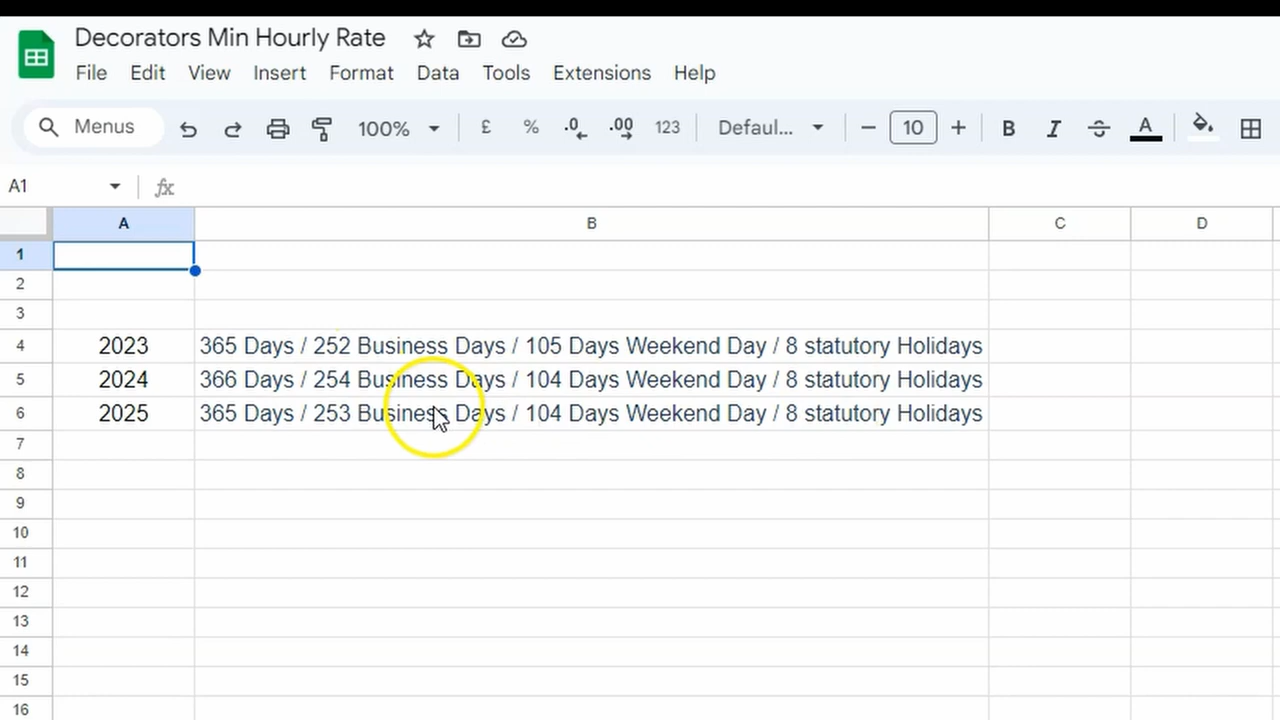 Decorators Min Hourly Rate
File Edit View Insert Format Data Tools Extensions Help
Menus 100% £ % .0 .00 123 Defaul... 10 B I S A
A1 fx
A B C D
1
2
3
4 2023 365 Days / 252 Business Days / 105 Days Weekend Day / 8 statutory Holidays
5 2024 366 Days / 254 Business Days / 104 Days Weekend Day / 8 statutory Holidays
6 2025 365 Days / 253 Business Days / 104 Days Weekend Day / 8 statutory Holidays
7
8
9
10
11
12
13
14
15
16